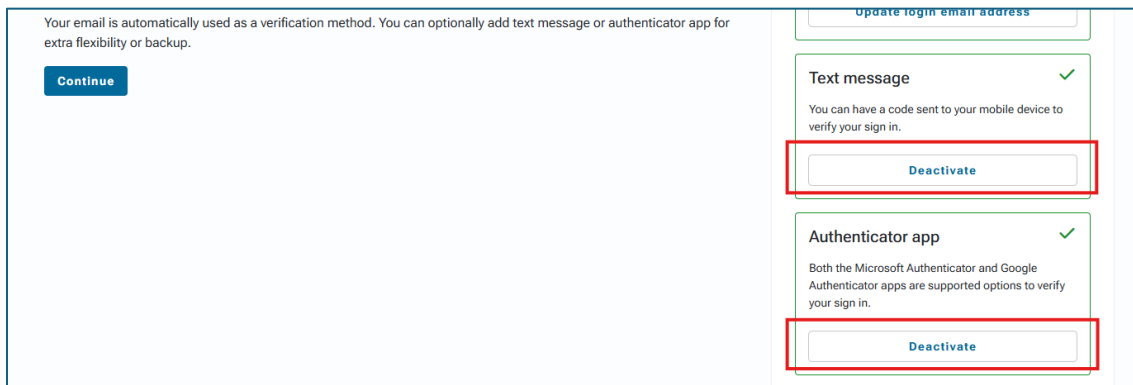 Your email is automatically used as a verification method. You can optionally add text message or authenticator app for
extra flexibility or backup.
Continue
Update login email address
Text message
You can have a code sent to your mobile device to
verify your sign in.
Deactivate
Authenticator app
Both the Microsoft Authenticator and Google
Authenticator apps are supported options to verify
your sign in.
Deactivate